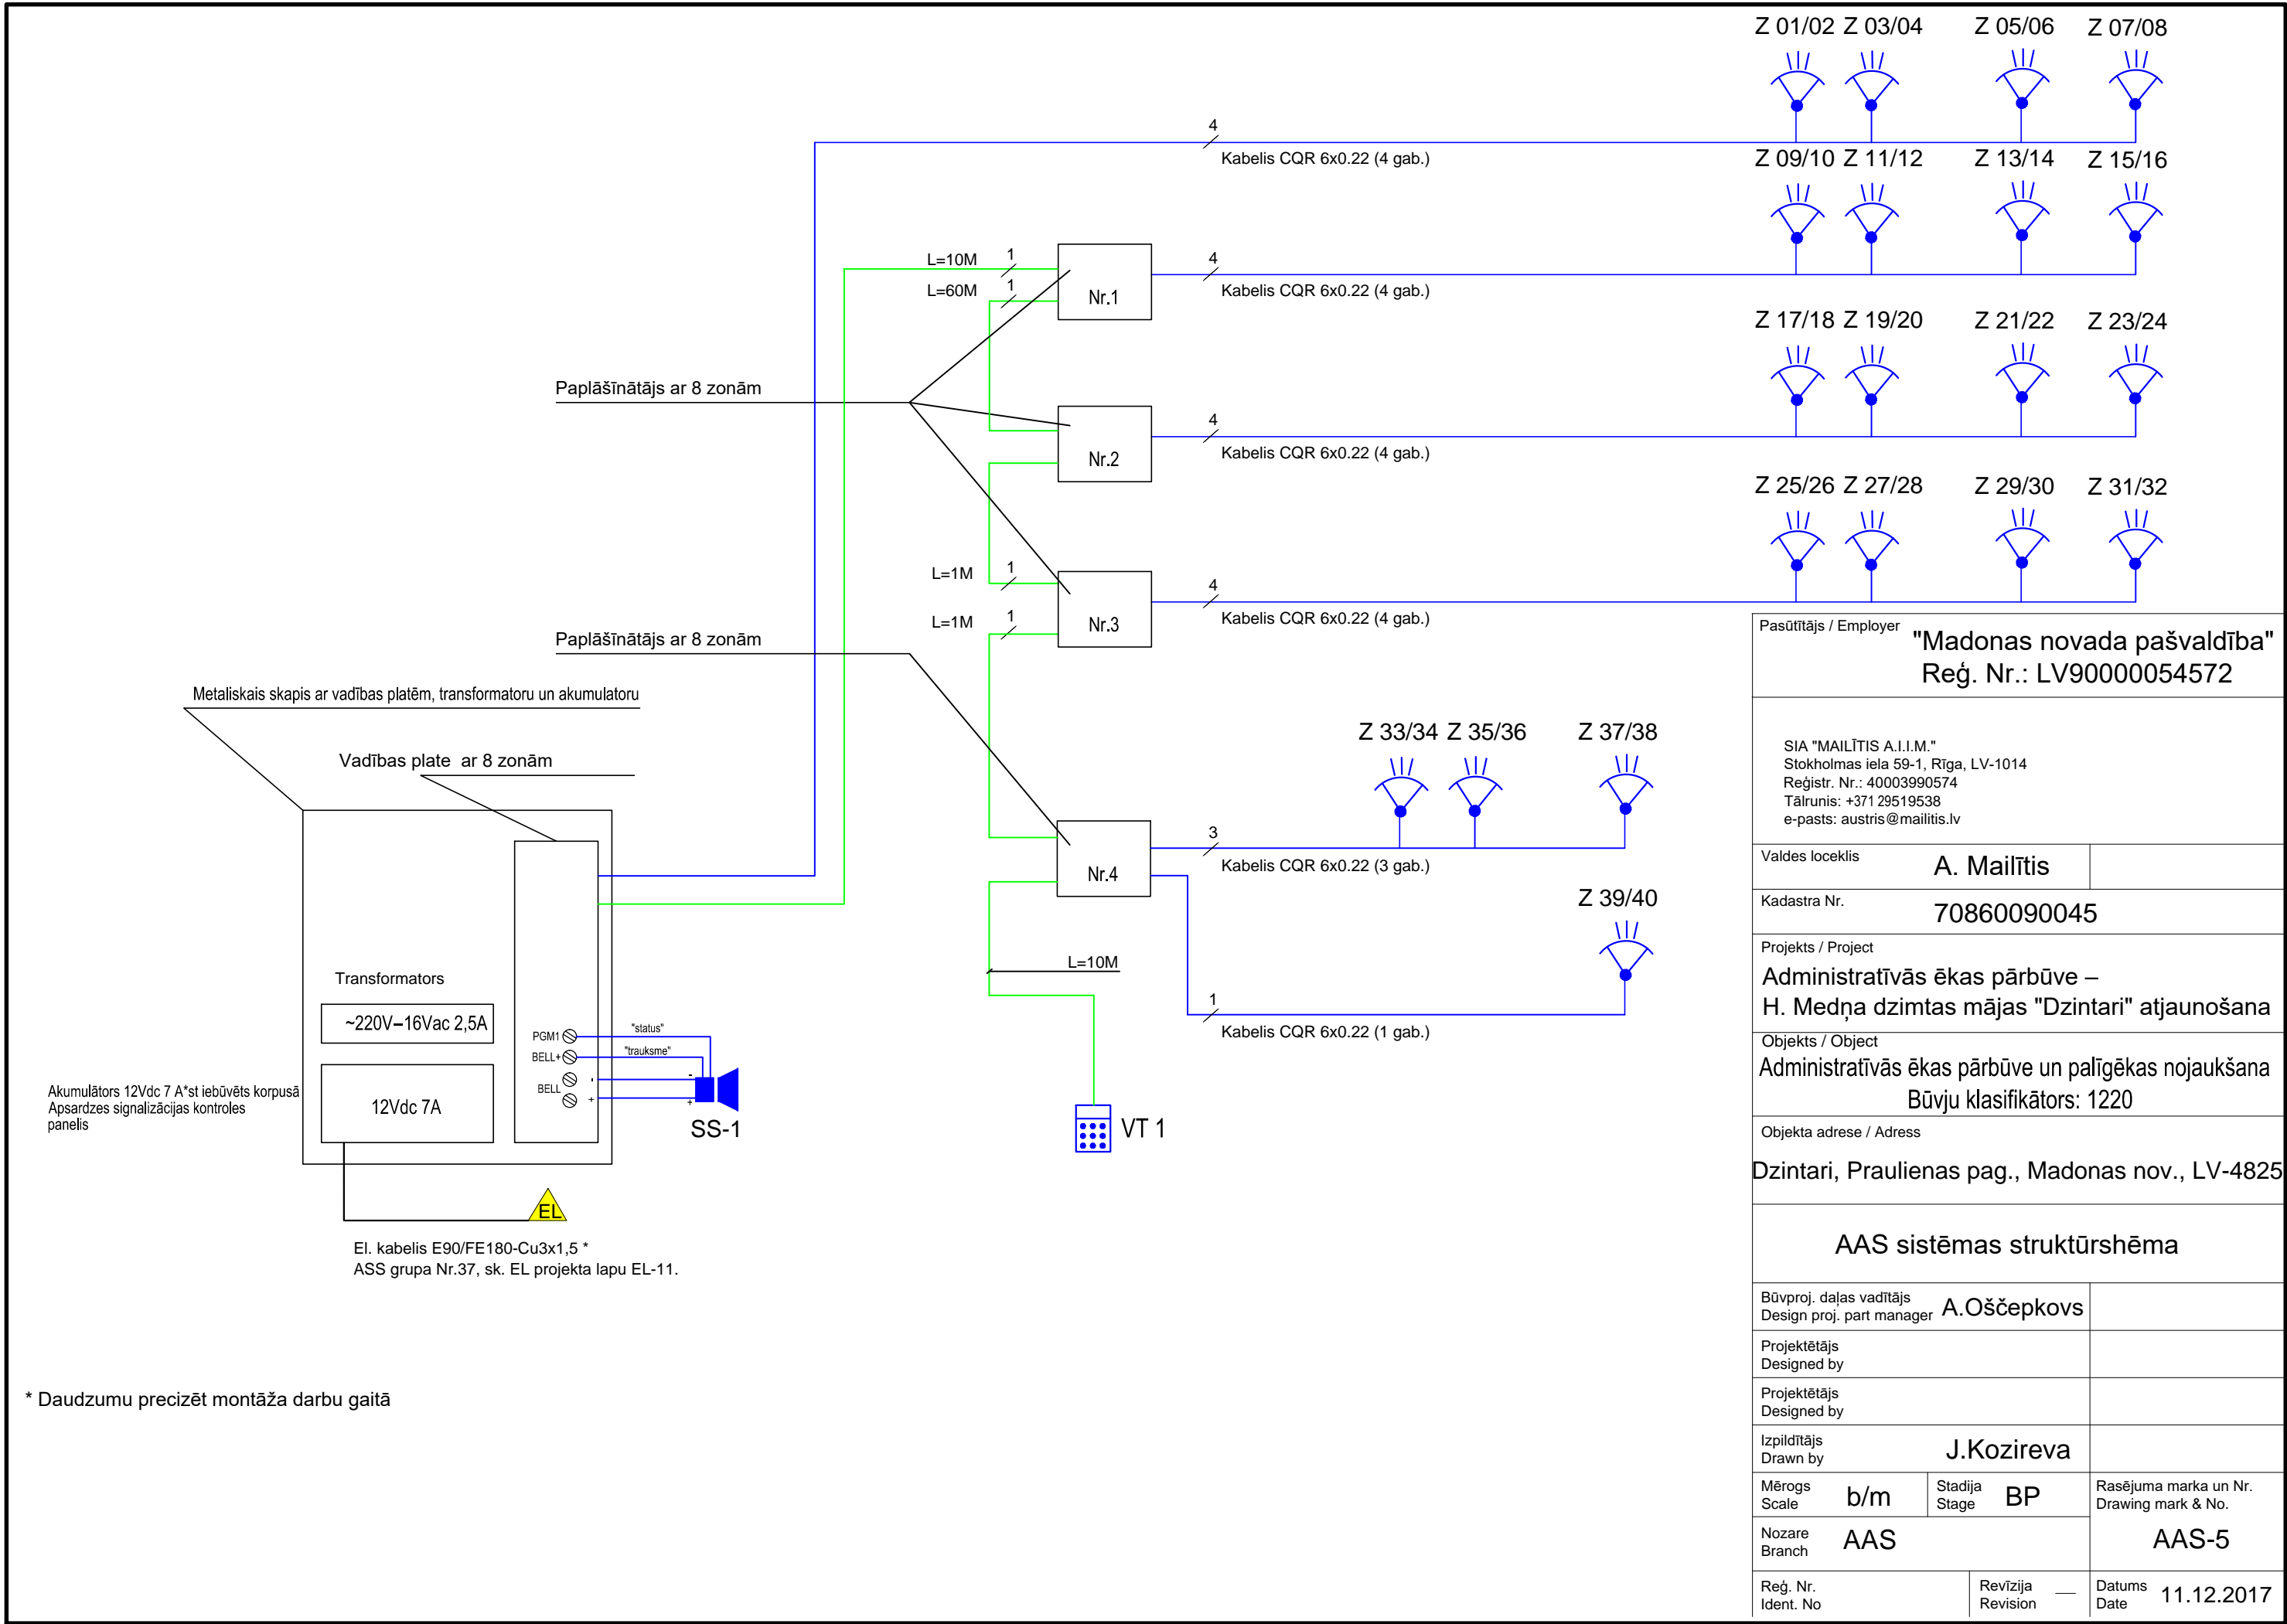 Z 01/02 Z 03/04 Z 05/06 Z 07/08
4
Kabelis CQR 6x0.22 (4 gab.)
Z 09/10 Z 11/12 Z 13/14 Z 15/16
L=10M 1
L=60M 1
Nr.1
4
Kabelis CQR 6x0.22 (4 gab.)
Z 17/18 Z 19/20 Z 21/22 Z 23/24
Paplāšīnātājs ar 8 zonām
Nr.2
4
Kabelis CQR 6x0.22 (4 gab.)
Z 25/26 Z 27/28 Z 29/30 Z 31/32
L=1M 1
L=1M 1
Nr.3
4
Kabelis CQR 6x0.22 (4 gab.)
Paplāšīnātājs ar 8 zonām
Metaliskais skapis ar vadības platēm, transformatoru un akumulatoru
Vadības plate ar 8 zonām
Z 33/34 Z 35/36 Z 37/38
Nr.4
3
Kabelis CQR 6x0.22 (3 gab.)
Z 39/40
L=10M
1
Kabelis CQR 6x0.22 (1 gab.)
Transformators
~220V–16Vac 2,5A
12Vdc 7A
PGM1
BELL+
BELL
-
+
"status"
"trauksme"
-
+
SS-1
VT 1
Akumulātors 12Vdc 7 A*st iebūvēts korpusā
Apsardzes signalizācijas kontroles
panelis
EL
El. kabelis E90/FE180-Cu3x1,5 *
ASS grupa Nr.37, sk. EL projekta lapu EL-11.
* Daudzumu precizēt montāža darbu gaitā
Pasūtītājs / Employer
"Madonas novada pašvaldība"
Reģ. Nr.: LV90000054572
SIA "MAILĪTIS A.I.I.M."
Stokholmas iela 59-1, Rīga, LV-1014
Reģistr. Nr.: 40003990574
Tālrunis: +371 29519538
e-pasts: austris@mailitis.lv
Valdes loceklis A. Mailītis
Kadastra Nr. 70860090045
Projekts / Project
Administratīvās ēkas pārbūve –
H. Medņa dzimtas mājas "Dzintari" atjaunošana
Objekts / Object
Administratīvās ēkas pārbūve un palīgēkas nojaukšana
Būvju klasifikātors: 1220
Objekta adrese / Adress
Dzintari, Praulienas pag., Madonas nov., LV-4825
AAS sistēmas struktūrshēma
Būvproj. daļas vadītājs
Design proj. part manager A.Oščepkovs
Projektētājs
Designed by
Projektētājs
Designed by
Izpildītājs
Drawn by J.Kozireva
Mērogs
Scale b/m
Stadija
Stage BP
Rasējuma marka un Nr.
Drawing mark & No.
Nozare
Branch AAS
AAS-5
Reģ. Nr.
Ident. No
Revīzija
Revision —
Datums
Date 11.12.2017